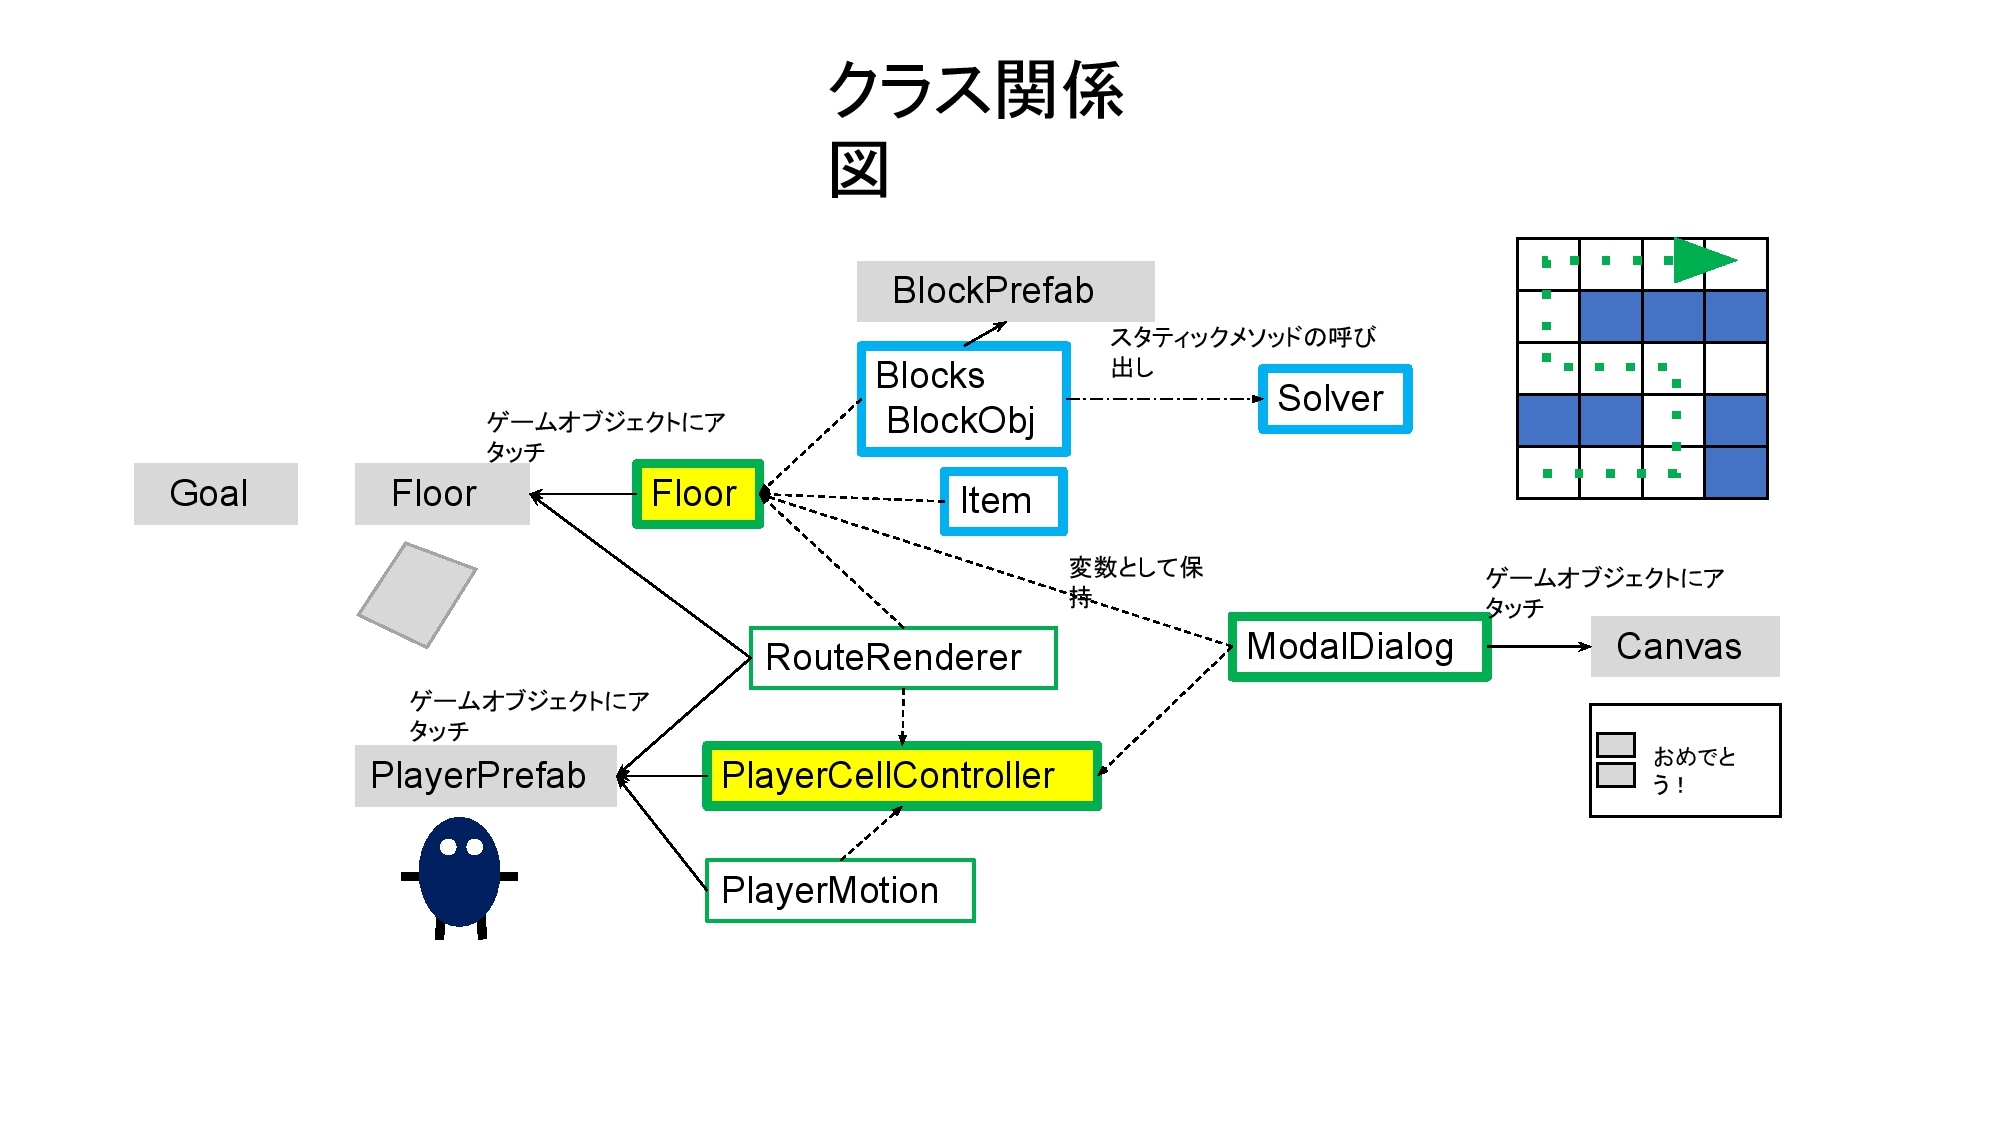 クラス関係
図
BlockPrefab
スタティックメソッドの呼び
出し
Blocks
BlockObj
Solver
ゲームオブジェクトにア
タッチ
Goal
Floor
Floor
Item
変数として保
持
ゲームオブジェクトにア
タッチ
RouteRenderer
ModalDialog
Canvas
ゲームオブジェクトにア
タッチ
PlayerPrefab
PlayerCellController
おめでと
う！
PlayerMotion